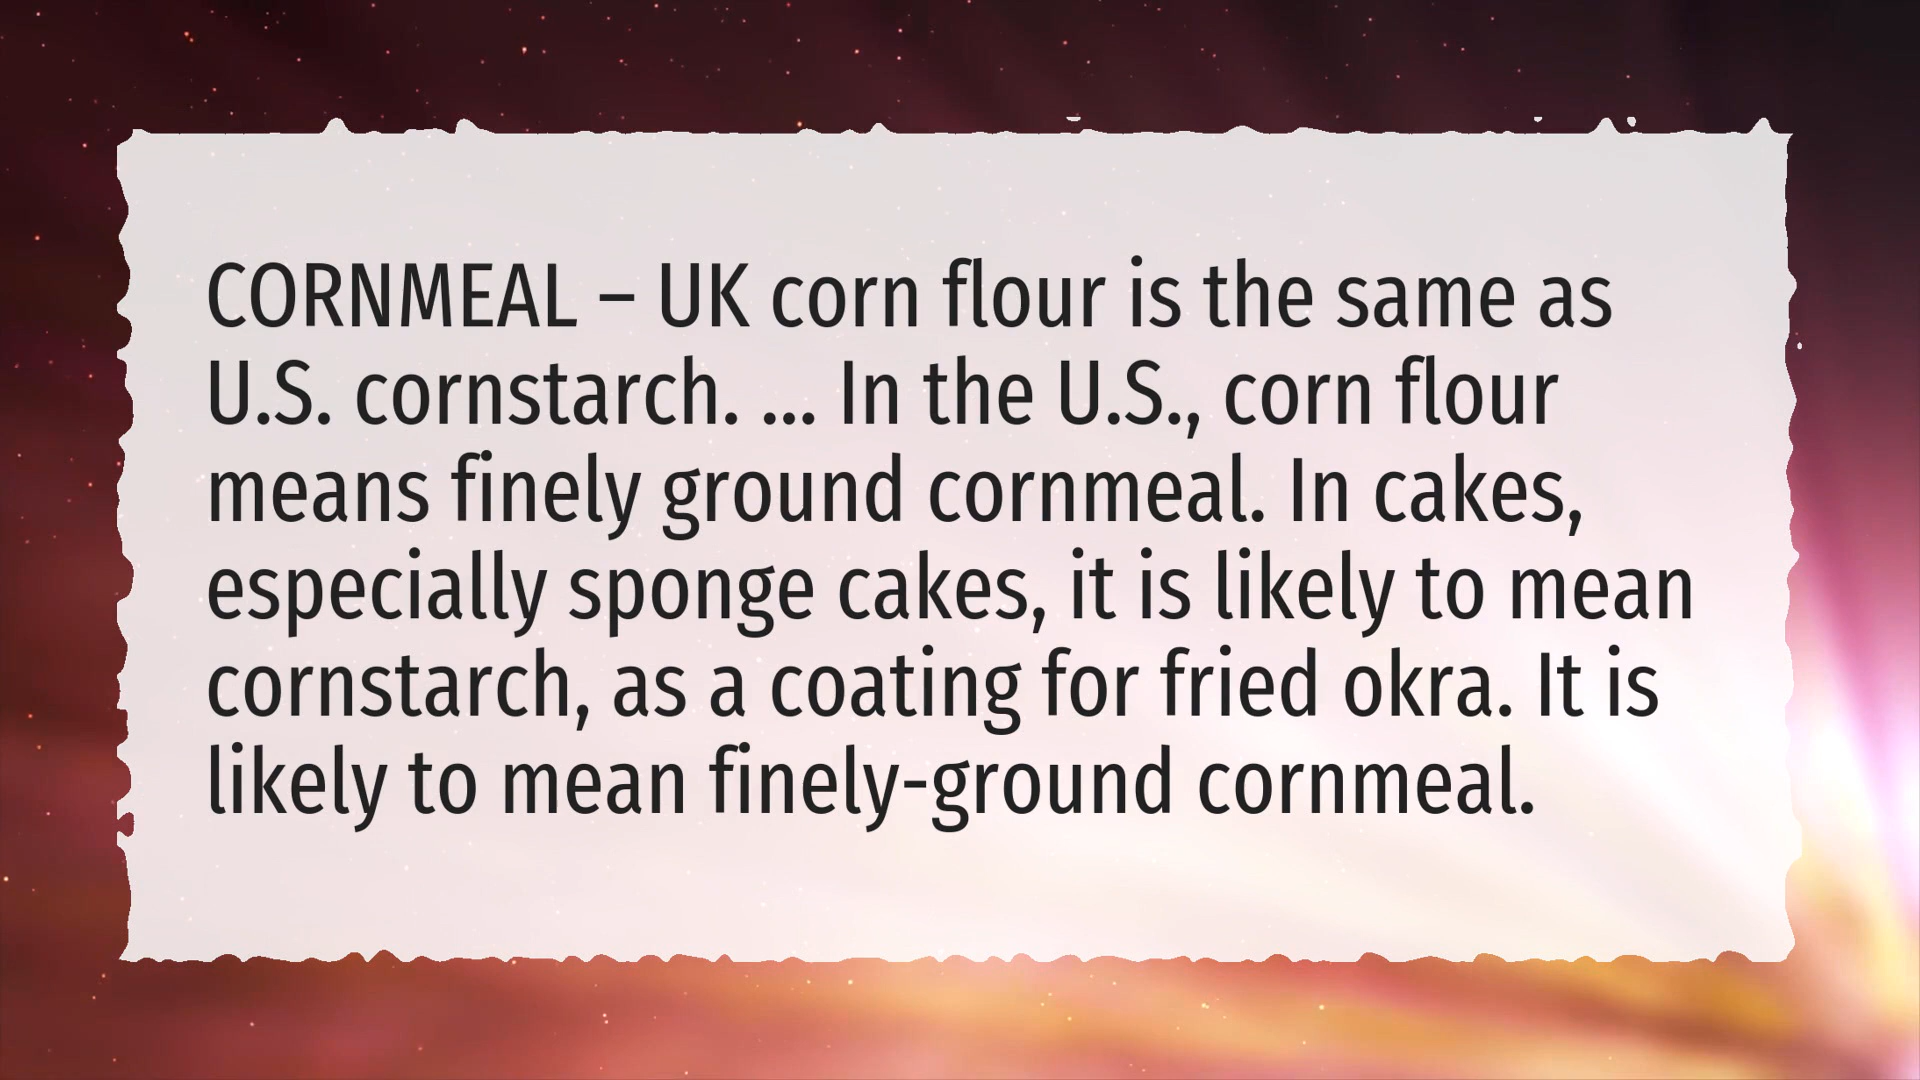 CORNMEAL – UK corn flour is the same as
U.S. cornstarch. ... In the U.S., corn flour
means finely ground cornmeal. In cakes,
especially sponge cakes, it is likely to mean
cornstarch, as a coating for fried okra. It is
likely to mean finely-ground cornmeal.